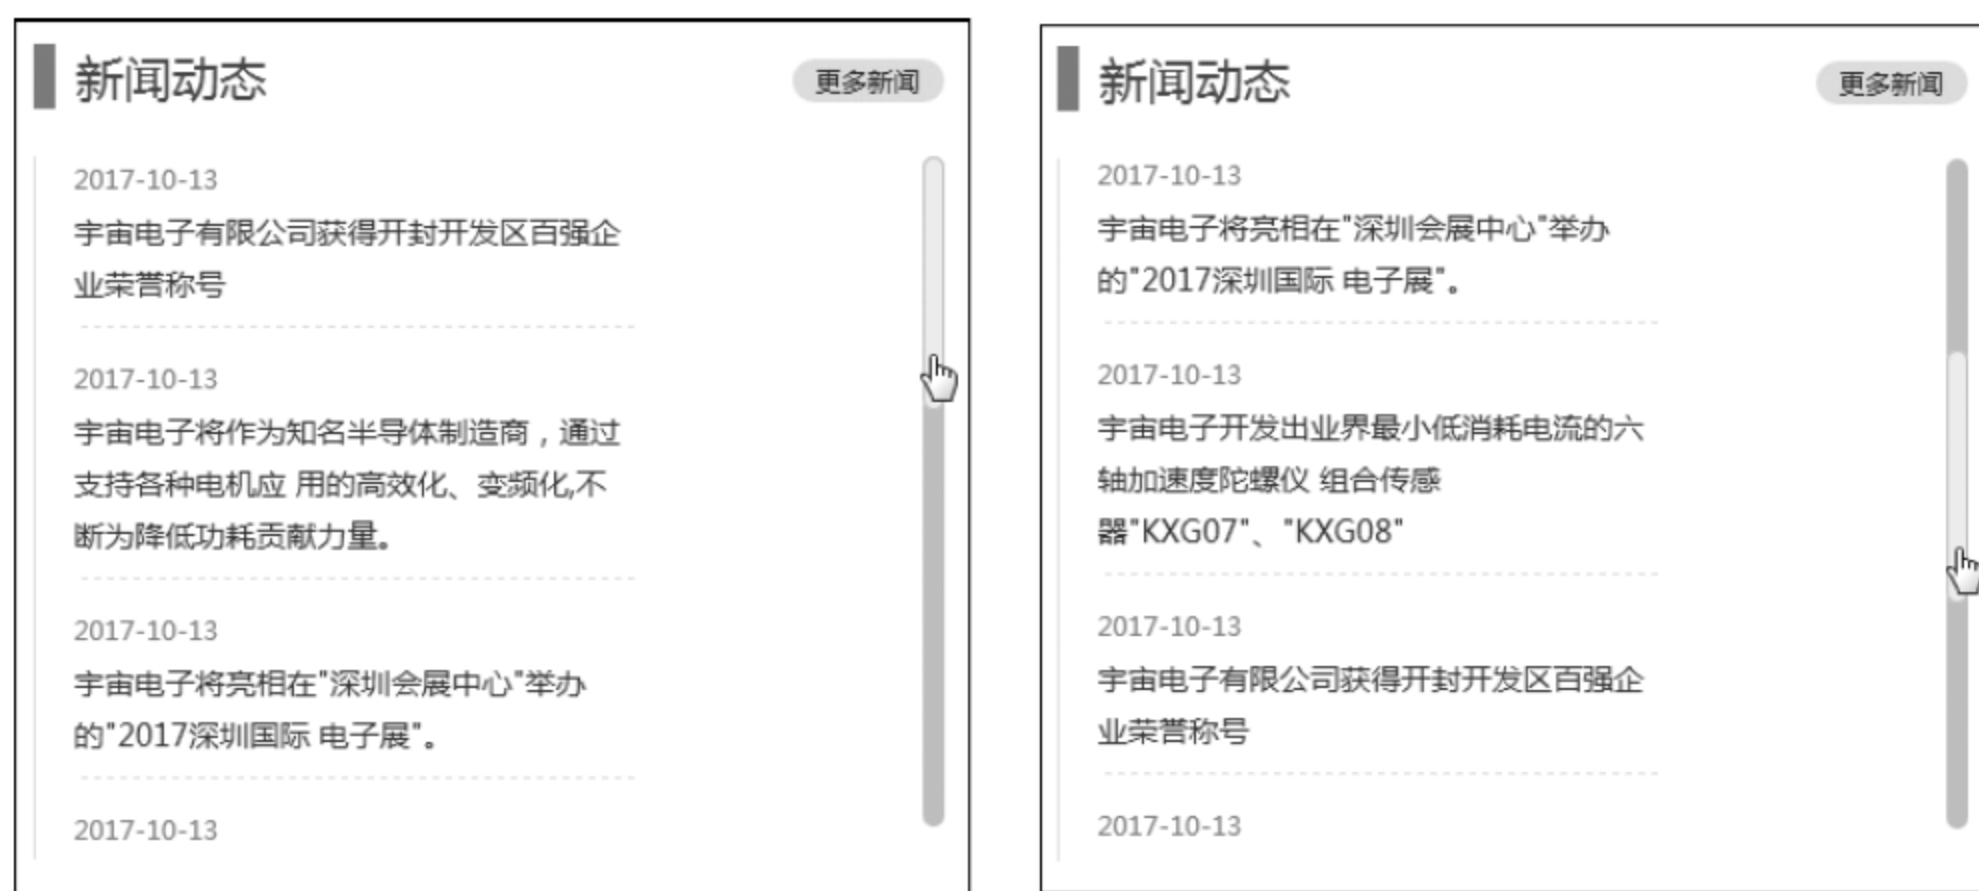 新闻动态
更多新闻
2017-10-13
宇宙电子有限公司获得开封开发区百强企
业荣誉称号
2017-10-13
宇宙电子将作为知名半导体制造商，通过
支持各种电机应 用的高效化、变频化,不
断为降低功耗贡献力量。
2017-10-13
宇宙电子将亮相在"深圳会展中心"举办
的"2017深圳国际 电子展"。
2017-10-13
新闻动态
更多新闻
2017-10-13
宇宙电子将亮相在"深圳会展中心"举办
的"2017深圳国际 电子展"。
2017-10-13
宇宙电子开发出业界最小低消耗电流的六
轴加速度陀螺仪 组合传感
器"KXG07"、"KXG08"
2017-10-13
宇宙电子有限公司获得开封开发区百强企
业荣誉称号
2017-10-13